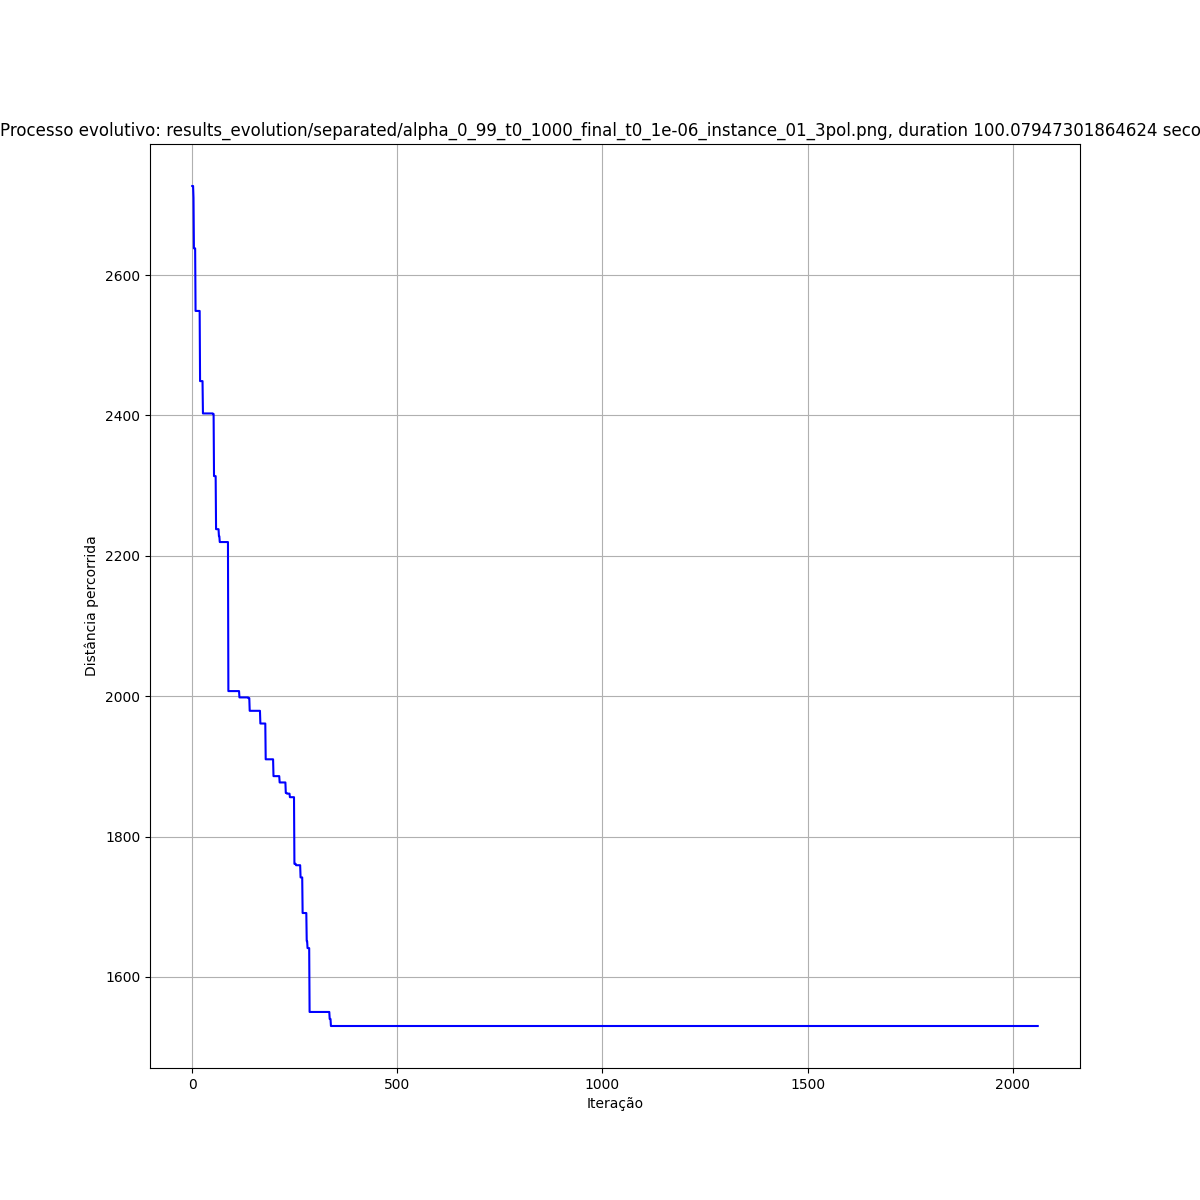 Processo evolutivo: results_evolution/separated/alpha_0_99_t0_1000_final_t0_1e-06_instance_01_3pol.png, duration 100.07947301864624 seco
2600
2400
2200
2000
1800
1600
Distância percorrida
0 500 1000 1500 2000
Iteração